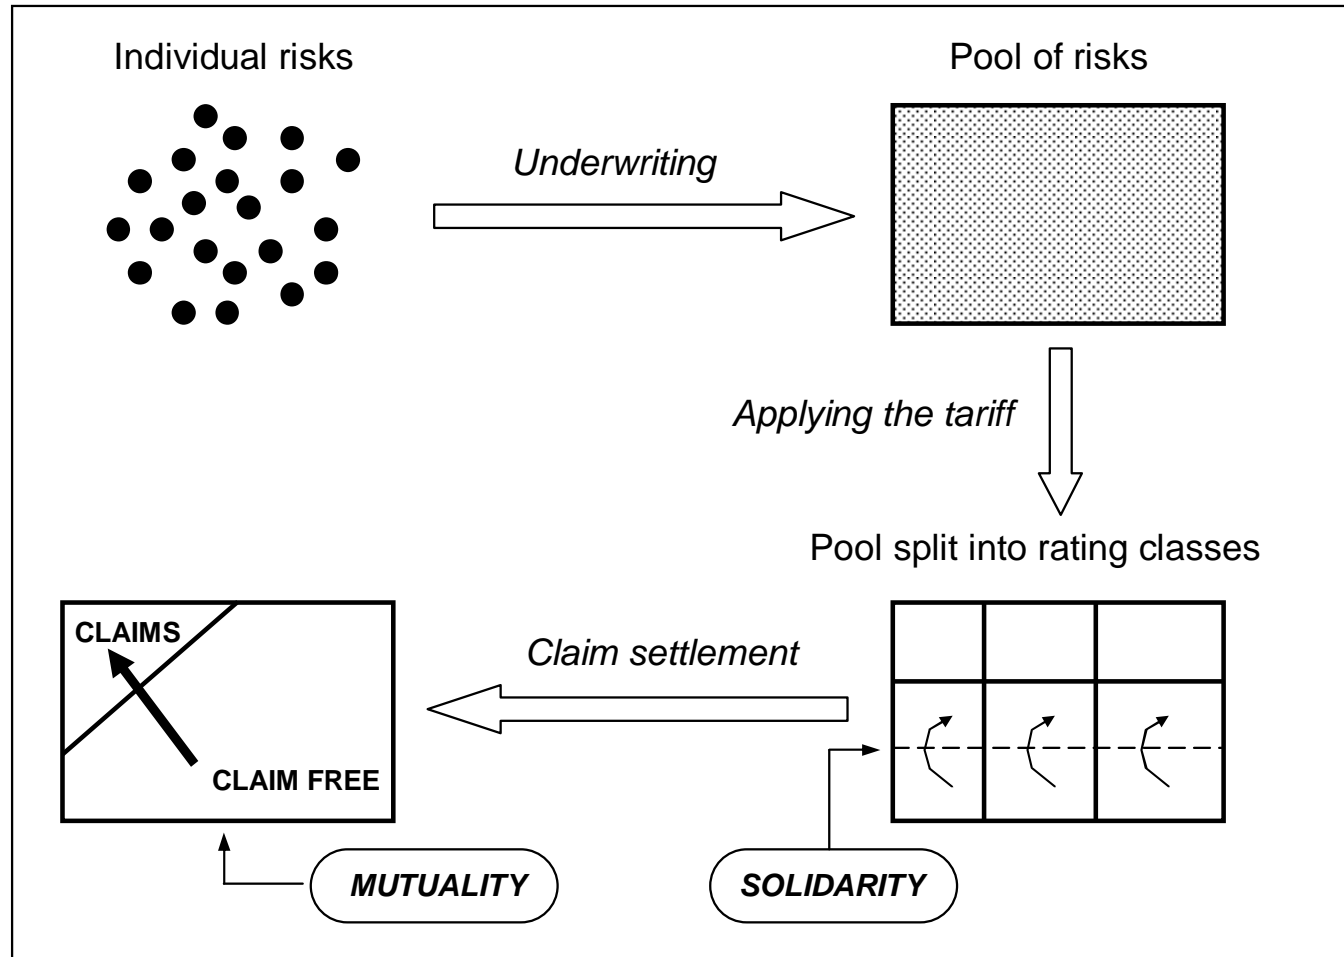 Individual risks
Pool of risks
Underwriting
Applying the tariff
Pool split into rating classes
CLAIMS
Claim settlement
CLAIM FREE
MUTUALITY
SOLIDARITY